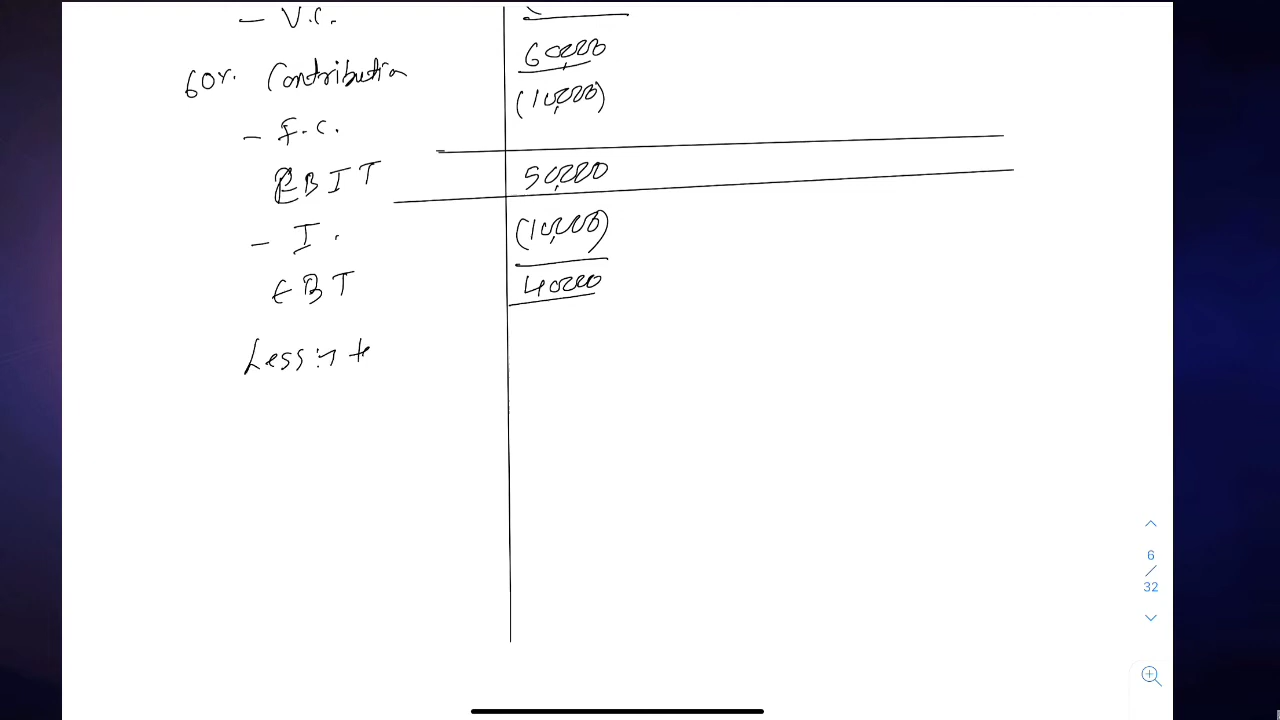 - V.C.
60,000
60%. Contribution
(10,000)
- F.C.
EBIT 50,000
- I. (10,000)
EBT 40,000
Less :- t
6
/
32